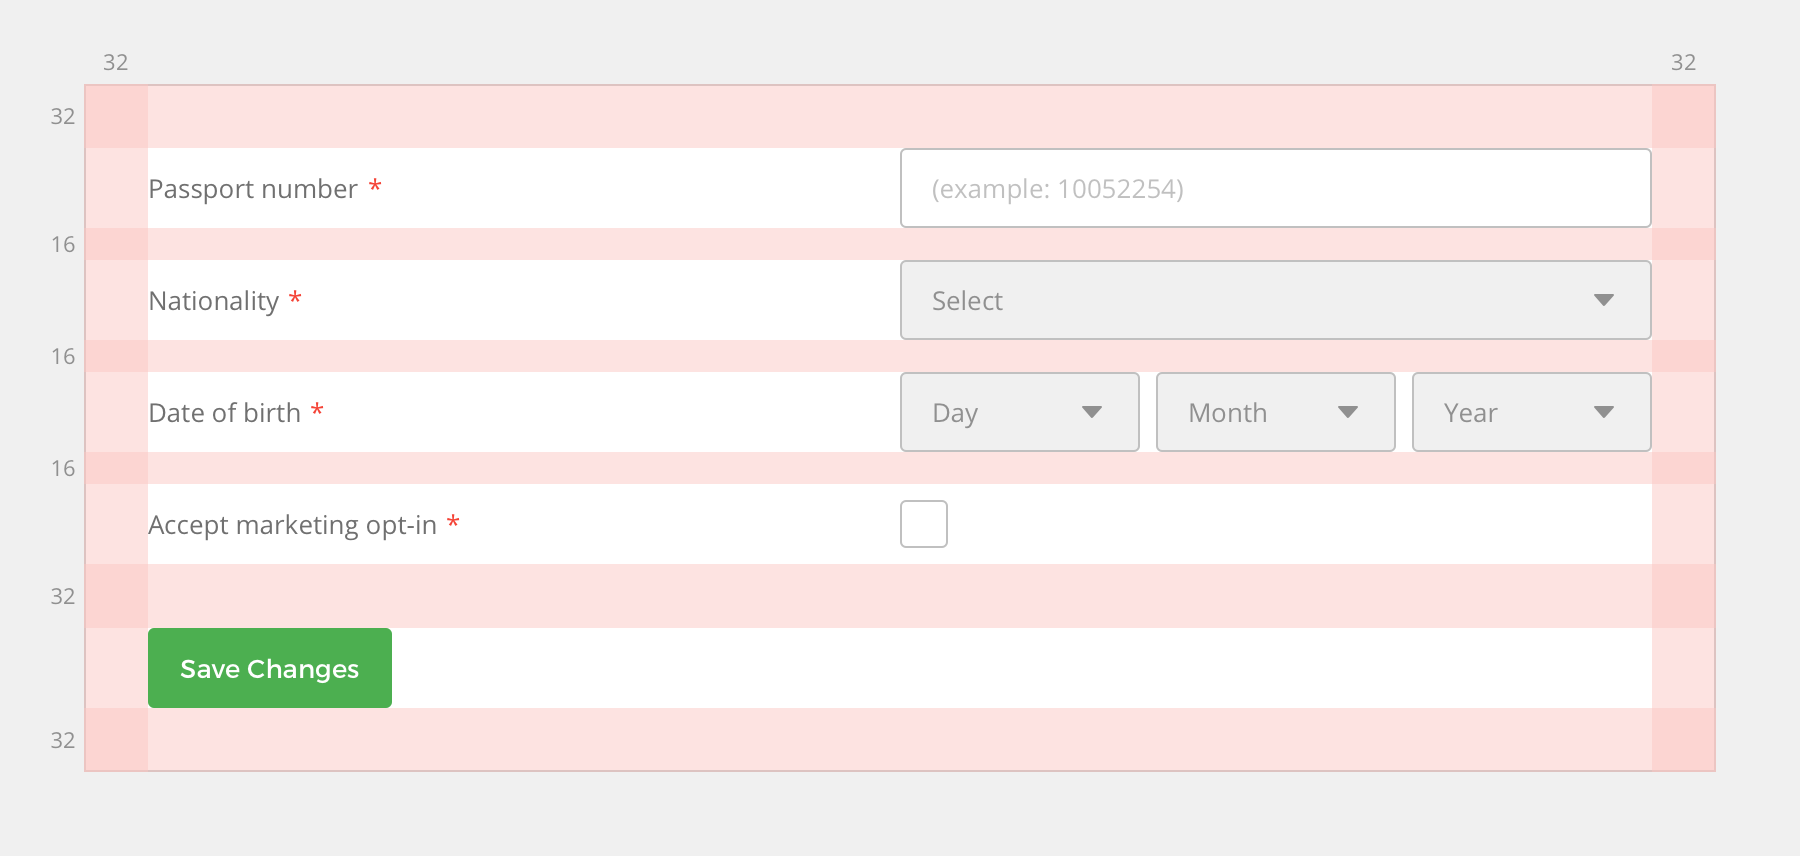 32 32
32
Passport number * (example: 10052254)
16
Nationality * Select
16
Date of birth * Day Month Year
16
Accept marketing opt-in *
32
Save Changes
32